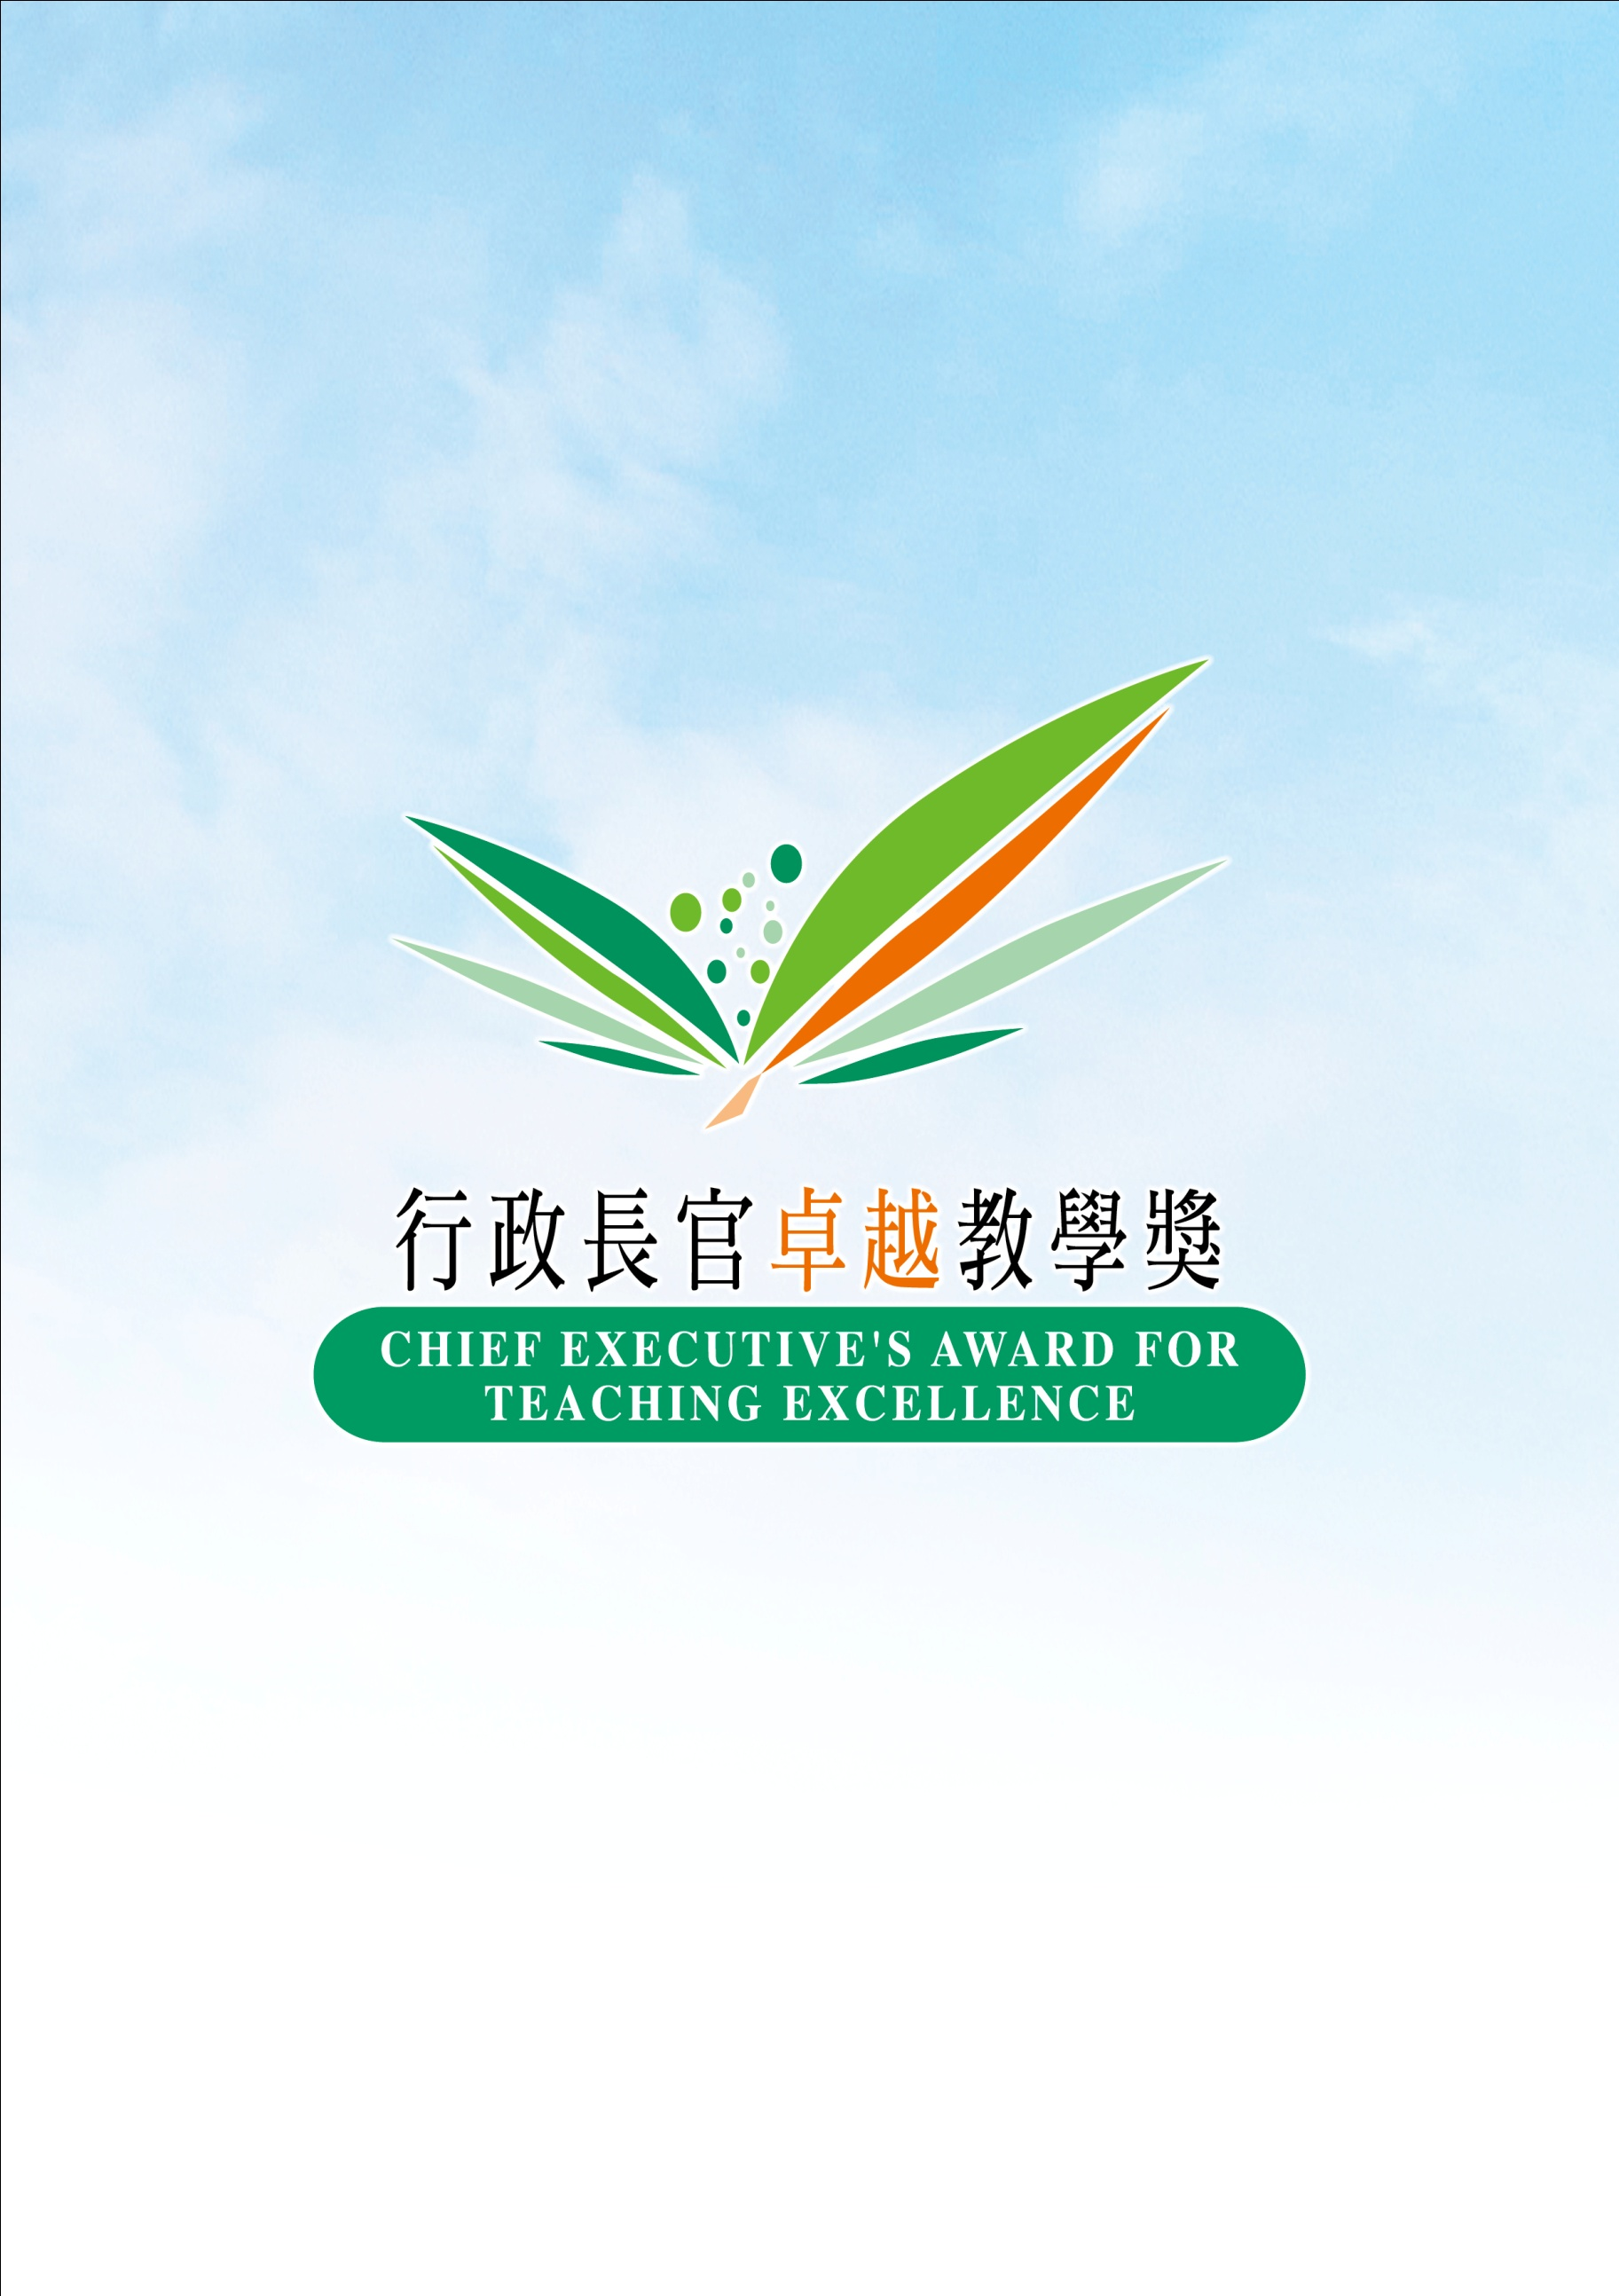 行政長官卓越教學獎
CHIEF EXECUTIVE'S AWARD FOR
TEACHING EXCELLENCE